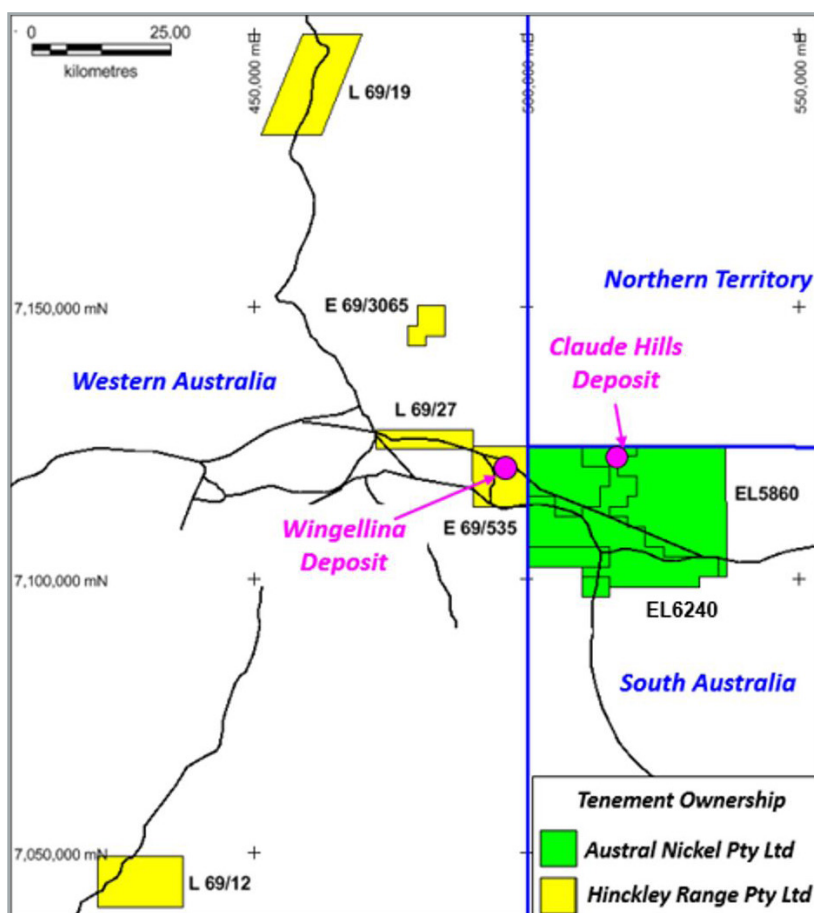 0 25.00
kilometres
450,000 mE
500,000 mE
550,000 mE
L 69/19
7,150,000 mN
E 69/3065
Northern Territory
Claude Hills
Deposit
Western Australia
L 69/27
EL5860
Wingellina
Deposit
E 69/535
7,100,000 mN
EL6240
South Australia
Tenement Ownership
Austral Nickel Pty Ltd
Hinckley Range Pty Ltd
7,050,000 mN
L 69/12